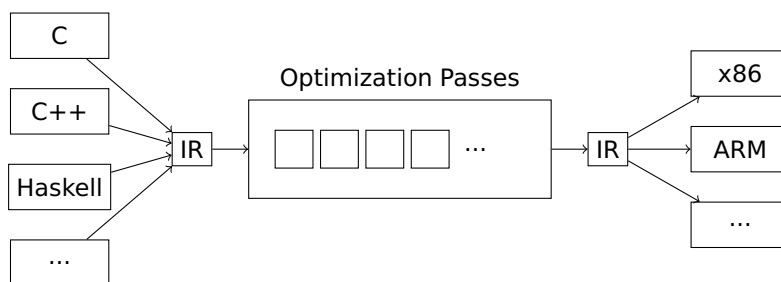 C
C++
Haskell
...
IR
Optimization Passes
...
IR
x86
ARM
...